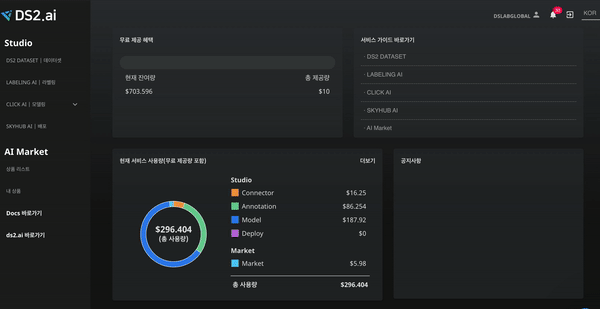 DS2.ai
DSLABGLOBAL
KOR
Studio
DS2 DATASET | 데이터셋
LABELING AI | 라벨링
CLICK AI | 모델링
SKYHUB AI | 배포
AI Market
상품 리스트
내 상품
Docs 바로가기
ds2.ai 바로가기
무료 제공 혜택
현재 잔여량 총 제공량
$703.596 $10
서비스 가이드 바로가기
· DS2 DATASET
· LABELING AI
· CLICK AI
· SKYHUB AI
· AI Market
현재 서비스 사용량(무료 제공량 포함) 더보기
$296.404
(총 사용량)
Studio
Connector $16.25
Annotation $86.254
Model $187.92
Deploy $0
Market
Market $5.98
총 사용량 $296.404
공지사항